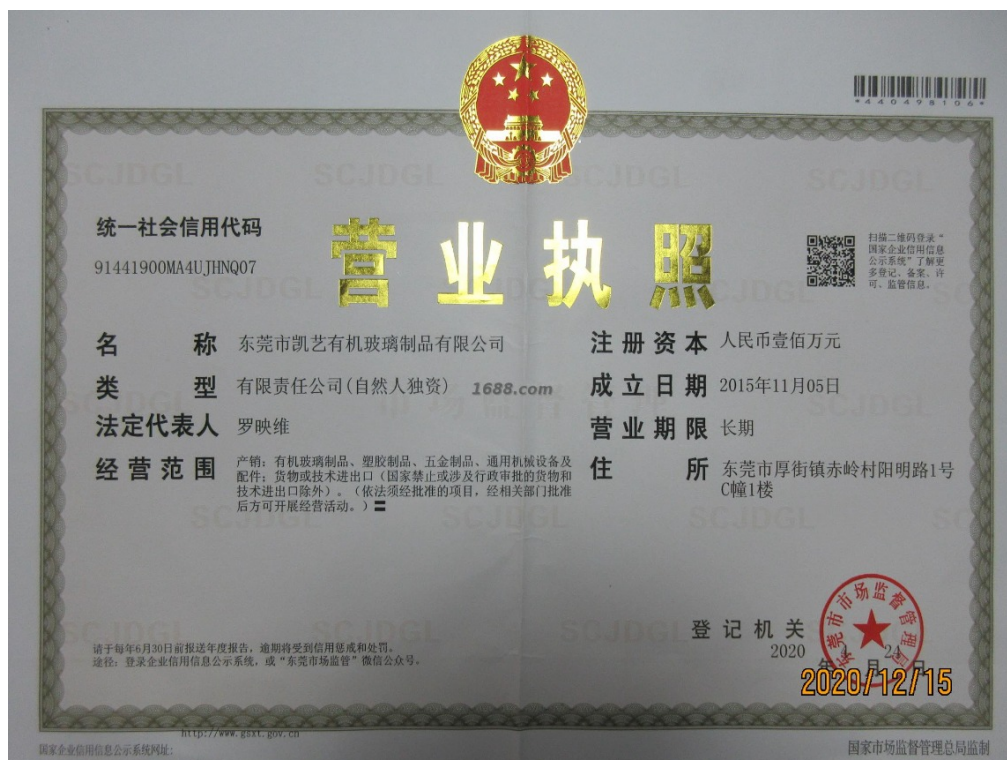 *440498106*
统一社会信用代码
91441900MA4UJHNQ07
营业执照
扫描二维码登录“
国家企业信用信息
公示系统”了解更
多登记、备案、许
可、监管信息。
名 称 东莞市凯艺有机玻璃制品有限公司
类 型 有限责任公司(自然人独资)
法定代表人 罗映维
经营范围 产销：有机玻璃制品、塑胶制品、五金制品、通用机械设备及
配件；货物或技术进出口（国家禁止或涉及行政审批的货物和
技术进出口除外）。（依法须经批准的项目，经相关部门批准
后方可开展经营活动。）
1688.com
注册资本 人民币壹佰万元
成立日期 2015年11月05日
营业期限 长期
住 所 东莞市厚街镇赤岭村阳明路1号
C幢1楼
SCJDGL
请于每年6月30日前报送年度报告，逾期将受到信用惩戒和处罚。
途径：登录企业信用信息公示系统，或“东莞市场监管”微信公众号。
登记机关
东莞市市场监督管理局
2020 年 4 月 24 日
2020/12/15
http://www.gsxt.gov.cn
国家企业信用信息公示系统网址：
国家市场监督管理总局监制